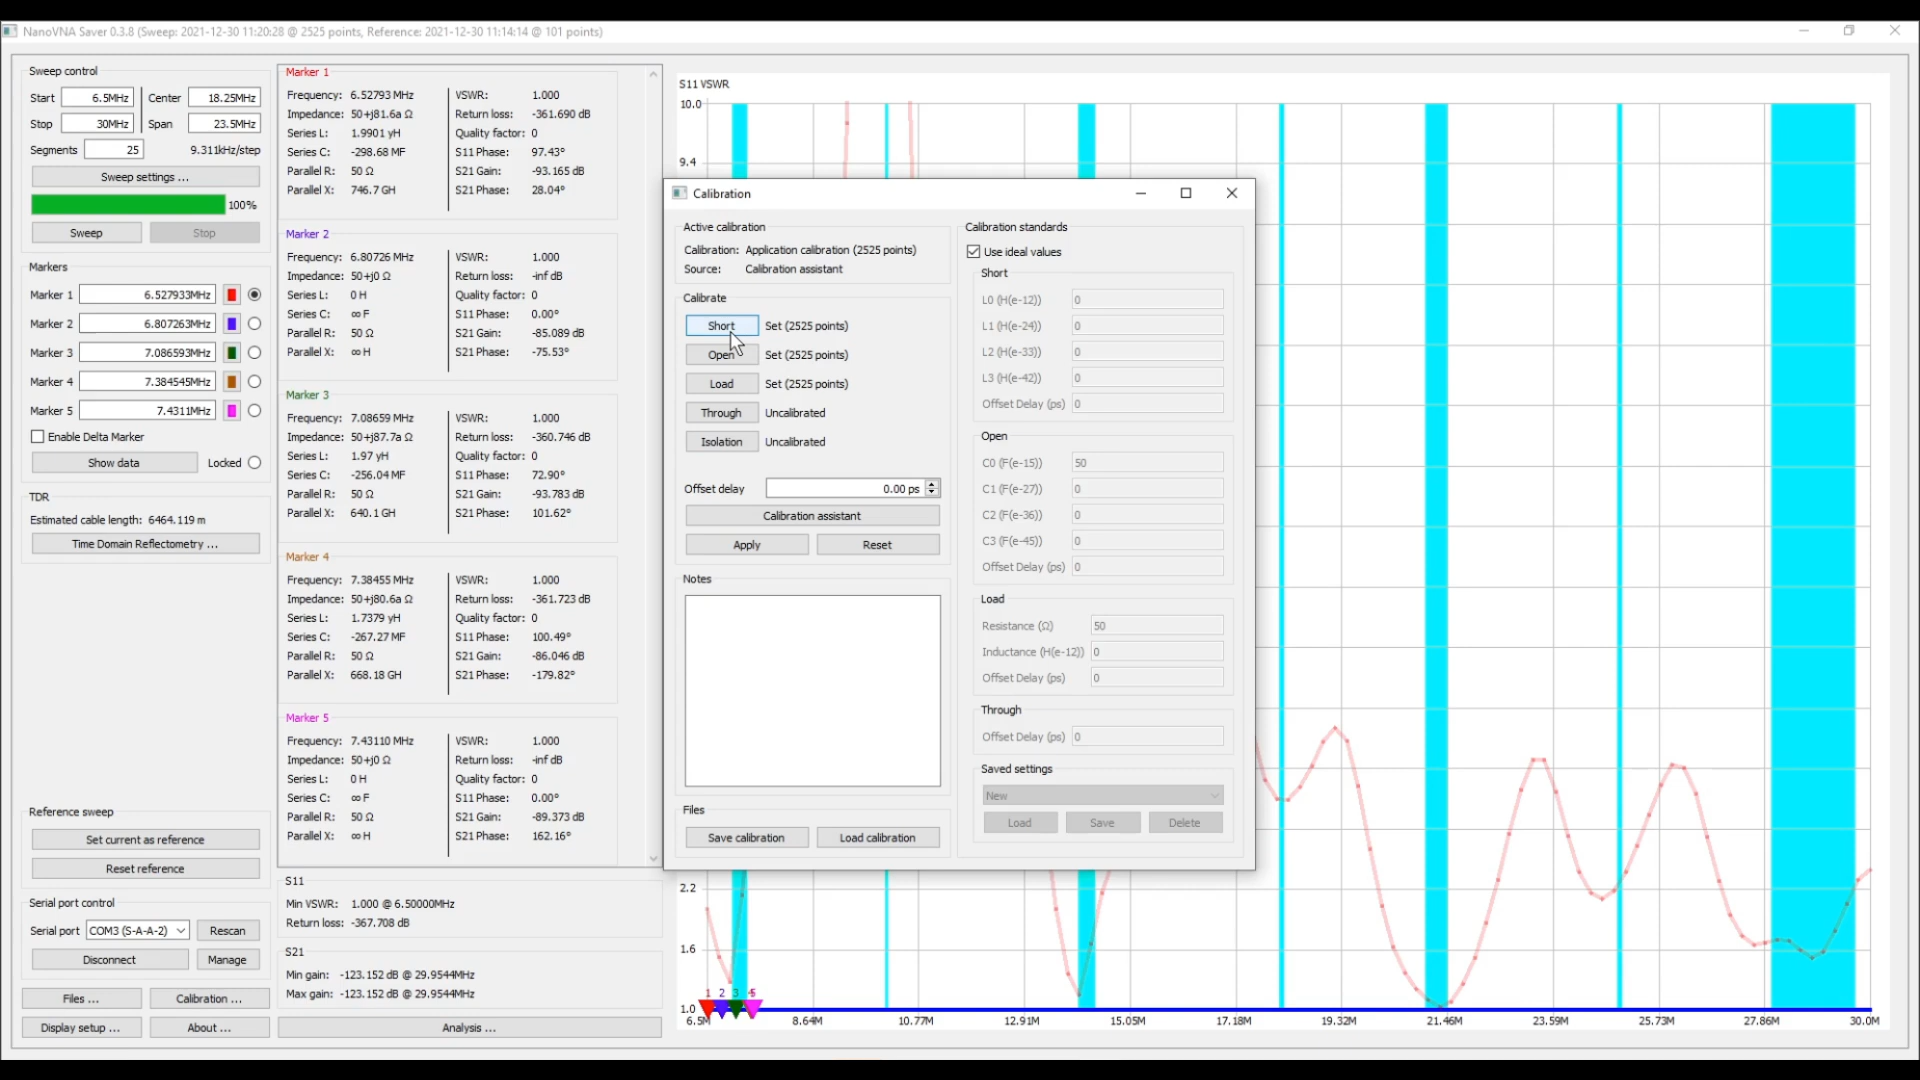 NanoVNA Saver 0.3.8 (Sweep: 2021-12-30 11:20:28 @ 2525 points, Reference: 2021-12-30 11:14:14 @ 101 points)
Sweep control
Start 6.5MHz Center 18.25MHz
Stop 30MHz Span 23.5MHz
Segments 25 9.311kHz/step
Sweep settings ...
100%
Sweep Stop
Markers
Marker 1 6.527933MHz
Marker 2 6.807263MHz
Marker 3 7.086593MHz
Marker 4 7.384545MHz
Marker 5 7.4311MHz
Enable Delta Marker
Show data Locked
TDR
Estimated cable length: 6464.119 m
Time Domain Reflectometry ...
Reference sweep
Set current as reference
Reset reference
Serial port control
Serial port COM3 (S-A-A-2) Rescan
Disconnect Manage
Files ... Calibration ...
Display setup ... About ...
Marker 1
Frequency: 6.52793 MHz VSWR: 1.000
Impedance: 50+j81.6a Ω Return loss: -361.690 dB
Series L: 1.9901 yH Quality factor: 0
Series C: -298.68 MF S11 Phase: 97.43°
Parallel R: 50 Ω S21 Gain: -93.165 dB
Parallel X: 746.7 GH S21 Phase: 28.04°
Marker 2
Frequency: 6.80726 MHz VSWR: 1.000
Impedance: 50+j0 Ω Return loss: -inf dB
Series L: 0 H Quality factor: 0
Series C: ∞ F S11 Phase: 0.00°
Parallel R: 50 Ω S21 Gain: -85.089 dB
Parallel X: ∞ H S21 Phase: -75.53°
Marker 3
Frequency: 7.08659 MHz VSWR: 1.000
Impedance: 50+j87.7a Ω Return loss: -360.746 dB
Series L: 1.97 yH Quality factor: 0
Series C: -256.04 MF S11 Phase: 72.90°
Parallel R: 50 Ω S21 Gain: -93.783 dB
Parallel X: 640.1 GH S21 Phase: 101.62°
Marker 4
Frequency: 7.38455 MHz VSWR: 1.000
Impedance: 50+j80.6a Ω Return loss: -361.723 dB
Series L: 1.7379 yH Quality factor: 0
Series C: -267.27 MF S11 Phase: 100.49°
Parallel R: 50 Ω S21 Gain: -86.046 dB
Parallel X: 668.18 GH S21 Phase: -179.82°
Marker 5
Frequency: 7.43110 MHz VSWR: 1.000
Impedance: 50+j0 Ω Return loss: -inf dB
Series L: 0 H Quality factor: 0
Series C: ∞ F S11 Phase: 0.00°
Parallel R: 50 Ω S21 Gain: -89.373 dB
Parallel X: ∞ H S21 Phase: 162.16°
S11
Min VSWR: 1.000 @ 6.50000MHz
Return loss: -367.708 dB
S21
Min gain: -123.152 dB @ 29.9544MHz
Max gain: -123.152 dB @ 29.9544MHz
Analysis ...
S11 VSWR
10.0
9.4
Calibration
Active calibration
Calibration: Application calibration (2525 points)
Source: Calibration assistant
Calibrate
Short Set (2525 points)
Open Set (2525 points)
Load Set (2525 points)
Through Uncalibrated
Isolation Uncalibrated
Offset delay 0.00 ps
Calibration assistant
Apply Reset
Notes
Files
Save calibration Load calibration
Calibration standards
Use ideal values
Short
L0 (H(e-12)) 0
L1 (H(e-24)) 0
L2 (H(e-33)) 0
L3 (H(e-42)) 0
Offset Delay (ps) 0
Open
C0 (F(e-15)) 50
C1 (F(e-27)) 0
C2 (F(e-36)) 0
C3 (F(e-45)) 0
Offset Delay (ps) 0
Load
Resistance (Ω) 50
Inductance (H(e-12)) 0
Offset Delay (ps) 0
Through
Offset Delay (ps) 0
Saved settings
New
Load Save Delete
2.2
1.6
1 2 3 5
1.0
6.5M 8.64M 10.77M 12.91M 15.05M 17.18M 19.32M 21.46M 23.59M 25.73M 27.86M 30.0M